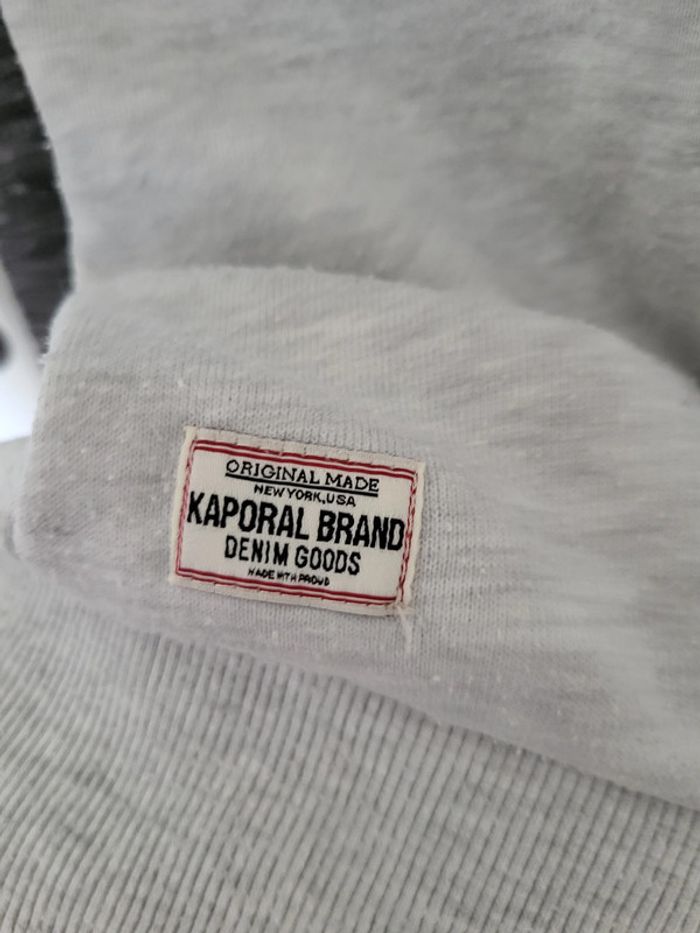 ORIGINAL MADE
NEW YORK,USA
KAPORAL BRAND
DENIM GOODS
MADE WITH PROUD